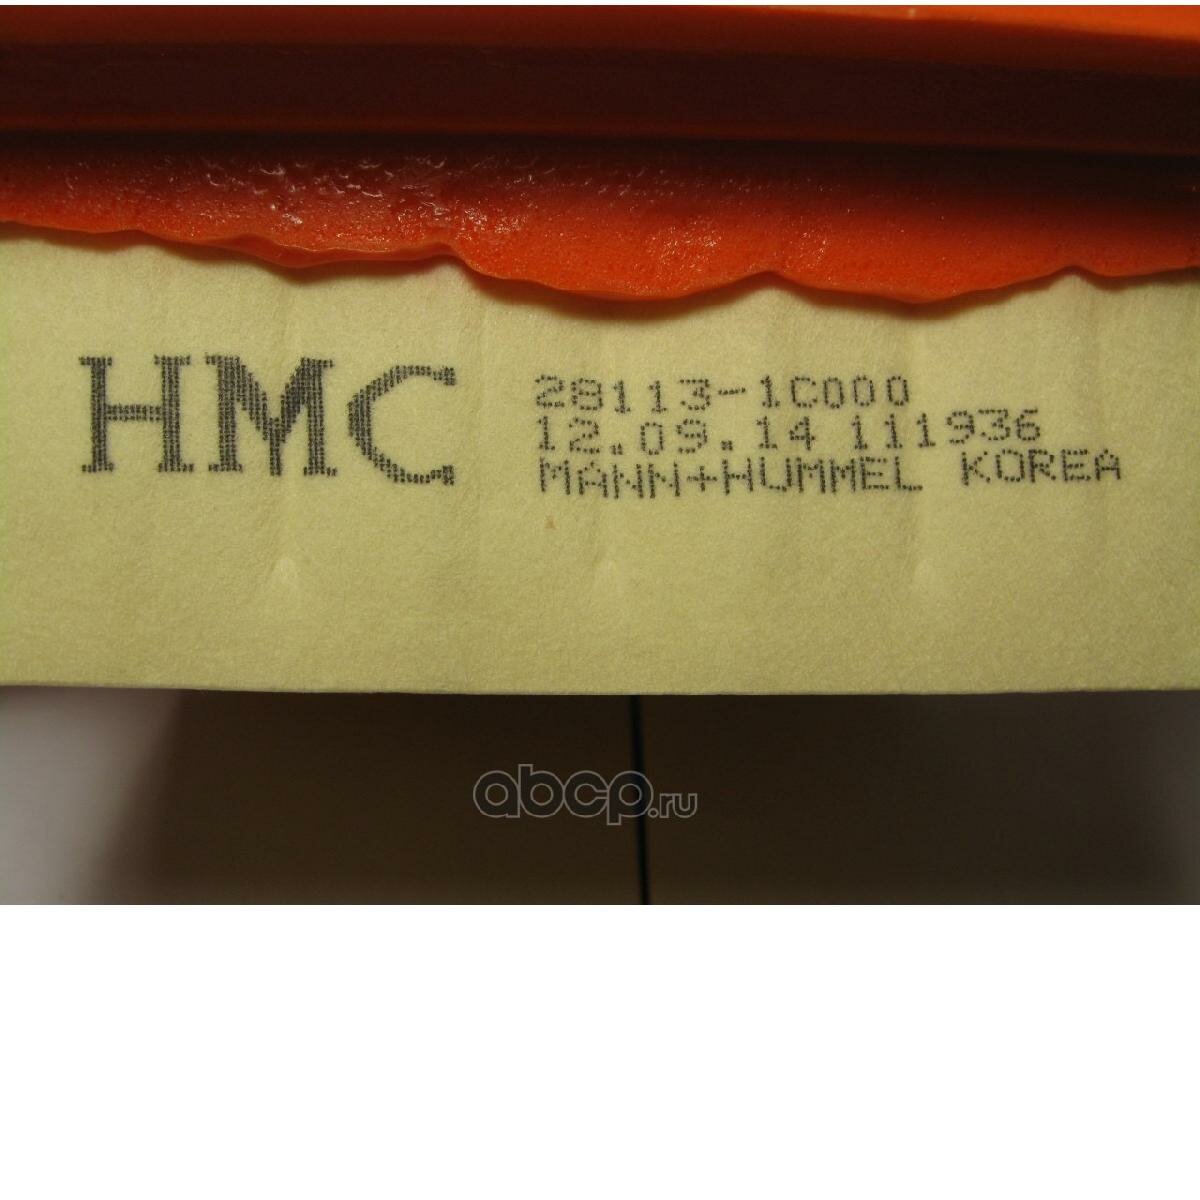 HMC
28113-1C000
12.09.14 111936
MANN+HUMMEL KOREA
abcp.ru